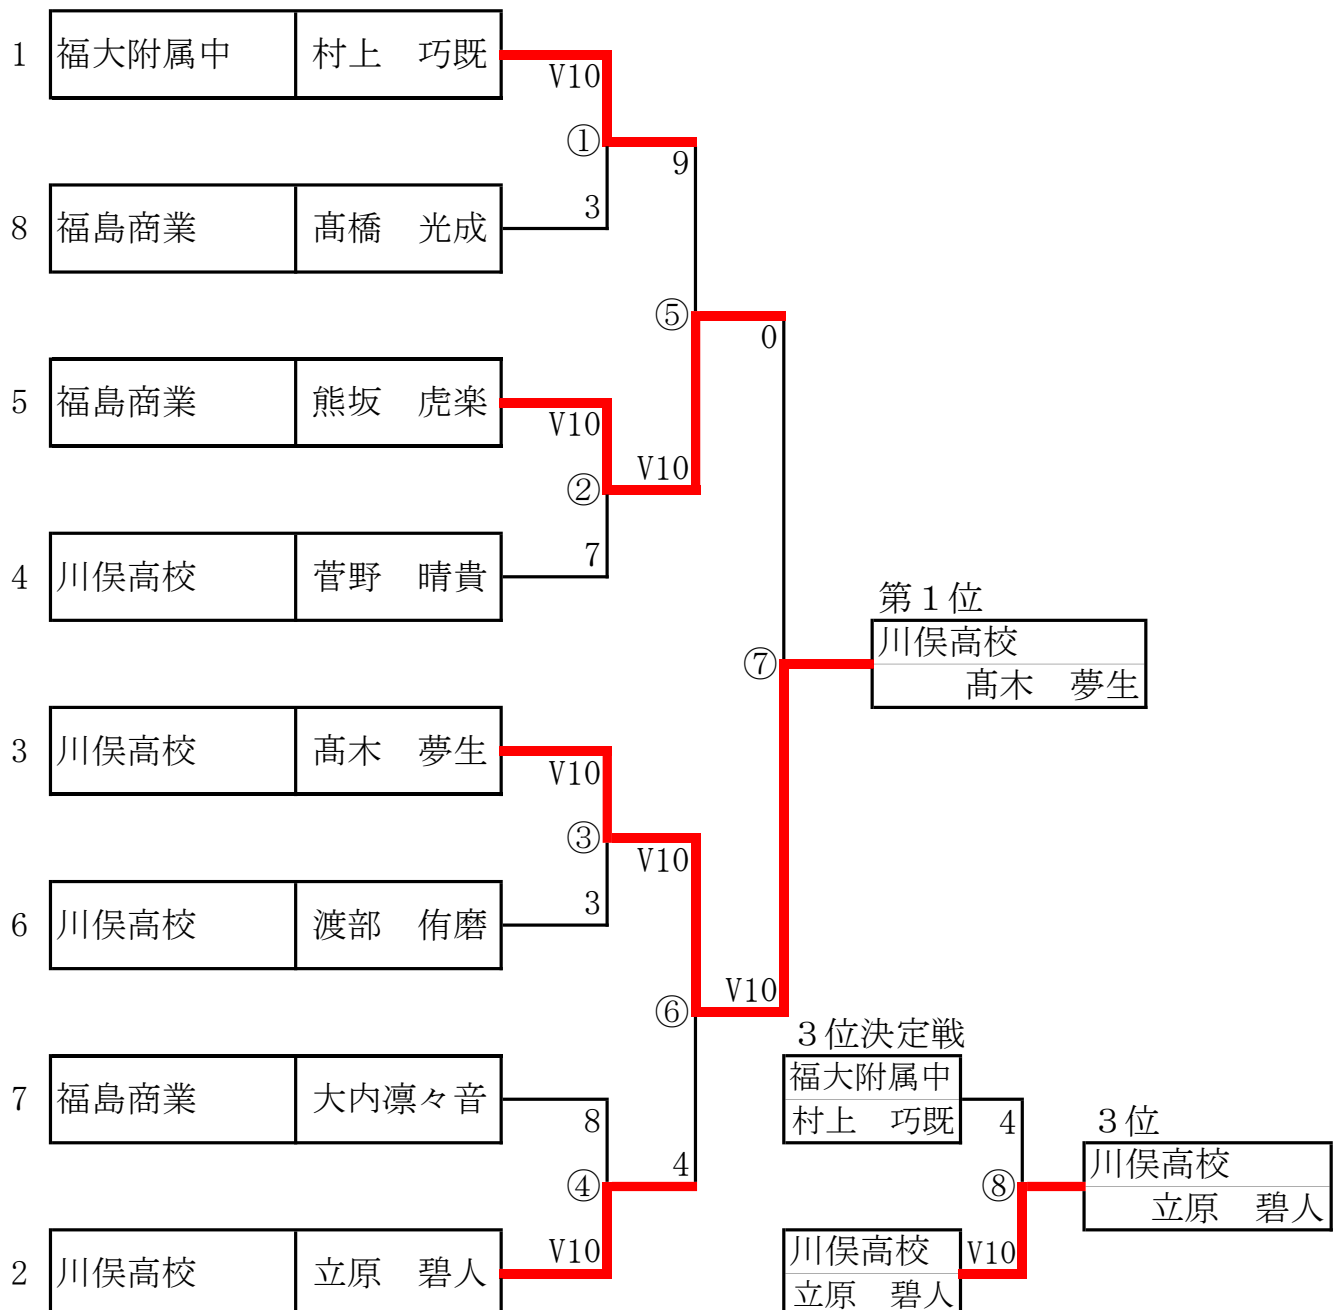 1 福大附属中 村上　巧既
V10
①
9
3
8 福島商業 髙橋　光成
⑤
0
5 福島商業 熊坂　虎楽
V10
V10
②
7
4 川俣高校 菅野　晴貴
第１位
川俣高校
髙木　夢生
⑦
3 川俣高校 髙木　夢生
V10
③
V10
3
6 川俣高校 渡部　侑磨
V10
⑥
7 福島商業 大内凛々音
8
4
④
V10
2 川俣高校 立原　碧人
３位決定戦
福大附属中
村上　巧既
4
⑧
３位
川俣高校
立原　碧人
川俣高校
立原　碧人
V10